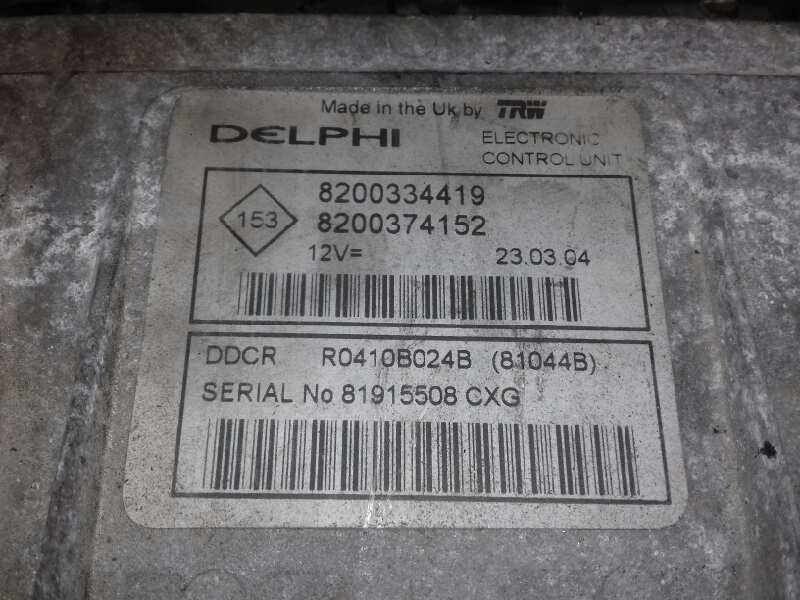 Made in the Uk by TRW
DELPHI
ELECTRONIC
CONTROL UNIT
8200334419
153
8200374152
12V=
23.03.04
DDCR R0410B024B (81044B)
SERIAL No 81915508 CXG